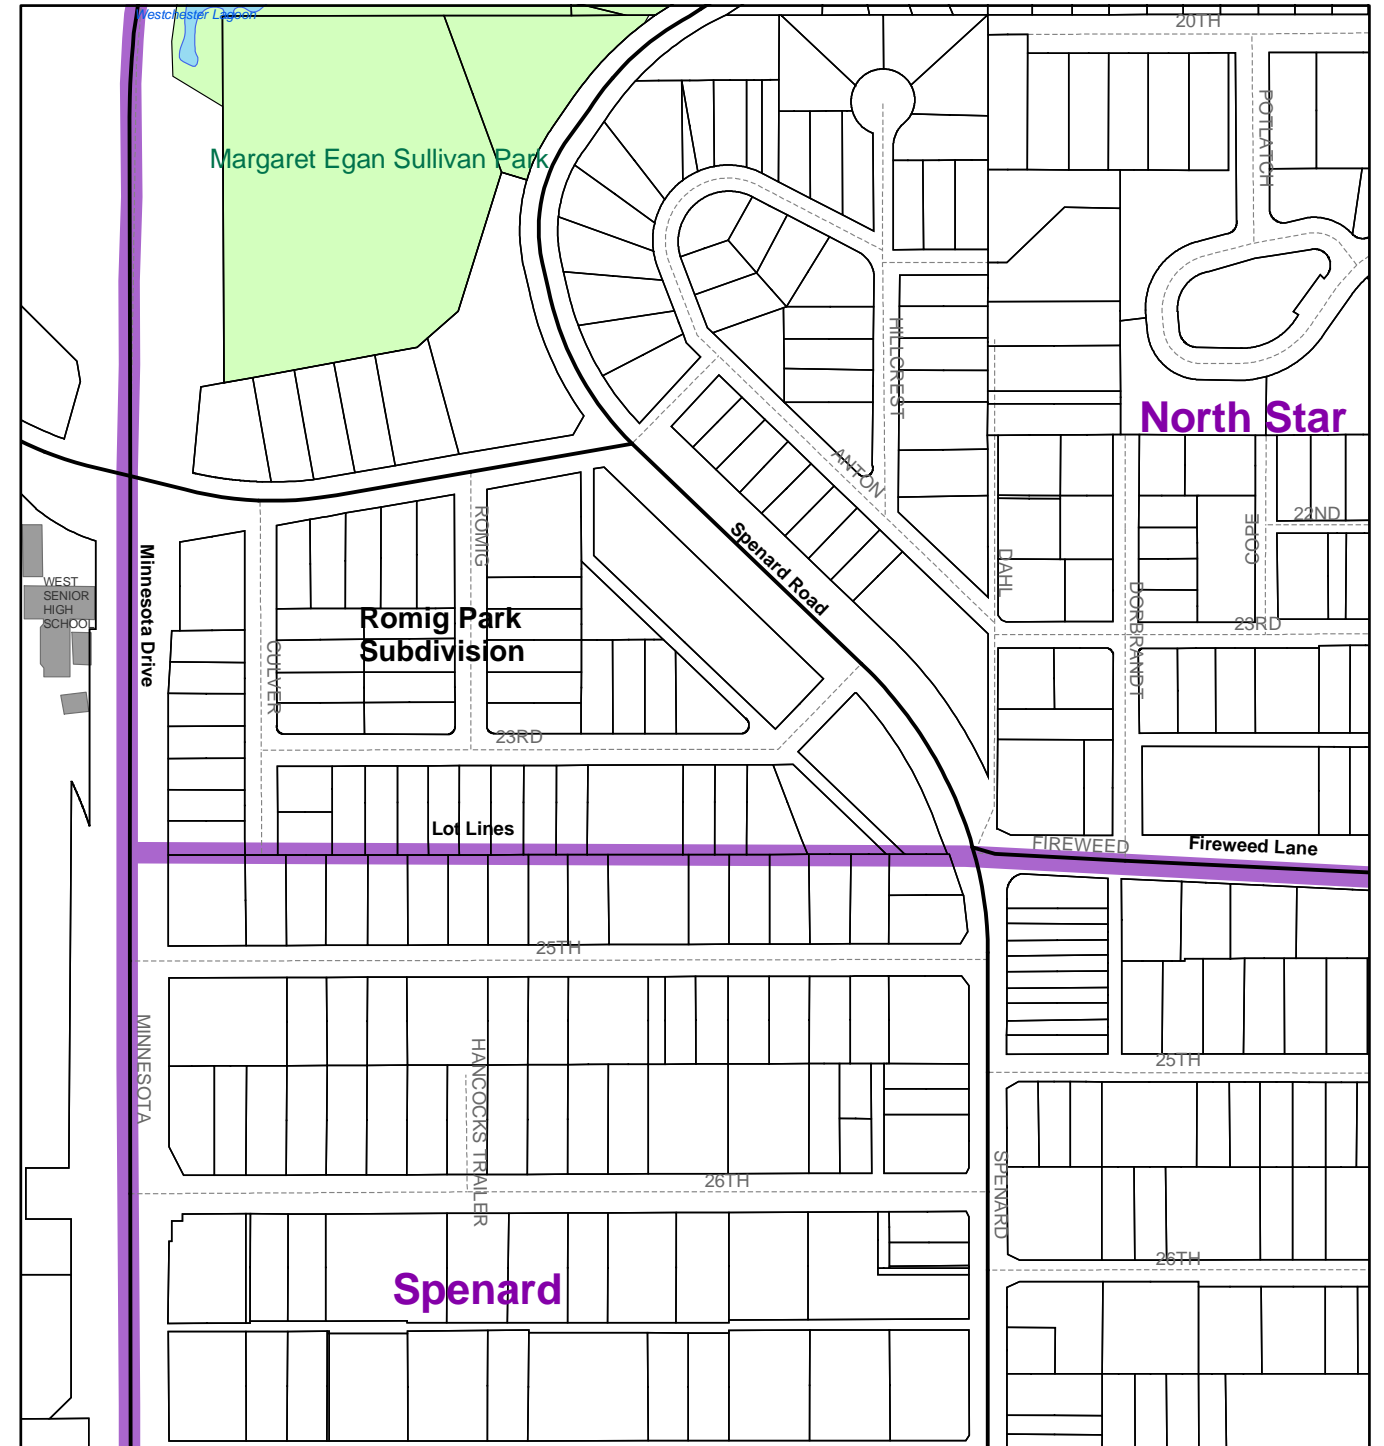 Westchester Lagoon
20TH
POTLATCH
Margaret Egan Sullivan Park
HILLCREST
North Star
ANTON
ROMIG
22ND
COPE
Spenard Road
Minnesota Drive
DAHL
WEST
SENIOR
HIGH
SCHOOL
DORBRANDT
Romig Park
Subdivision
23RD
CULVER
23RD
Lot Lines
FIREWEED
Fireweed Lane
25TH
MINNESOTA
HANCOCKS TRAILER
25TH
26TH
SPENARD
26TH
Spenard